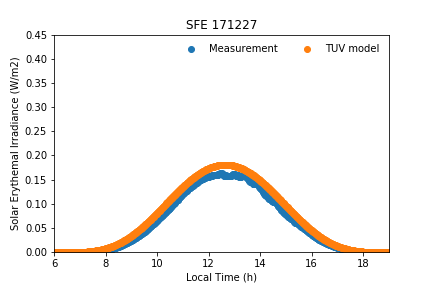 SFE 171227
Measurement
TUV model
Solar Erythemal Irradiance (W/m2)
0.45
0.40
0.35
0.30
0.25
0.20
0.15
0.10
0.05
0.00
6 8 10 12 14 16 18
Local Time (h)